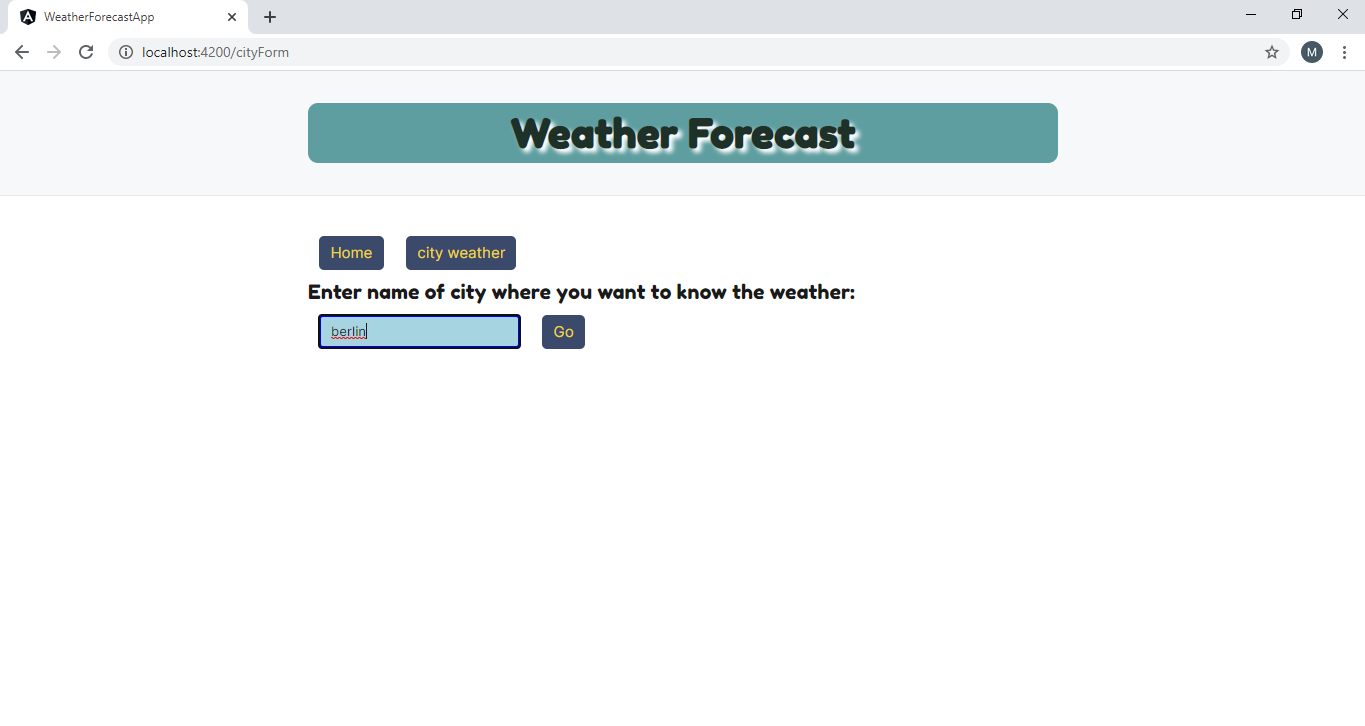 WeatherForecastApp
localhost:4200/cityForm
M
Weather Forecast
Home city weather
Enter name of city where you want to know the weather:
berlin Go